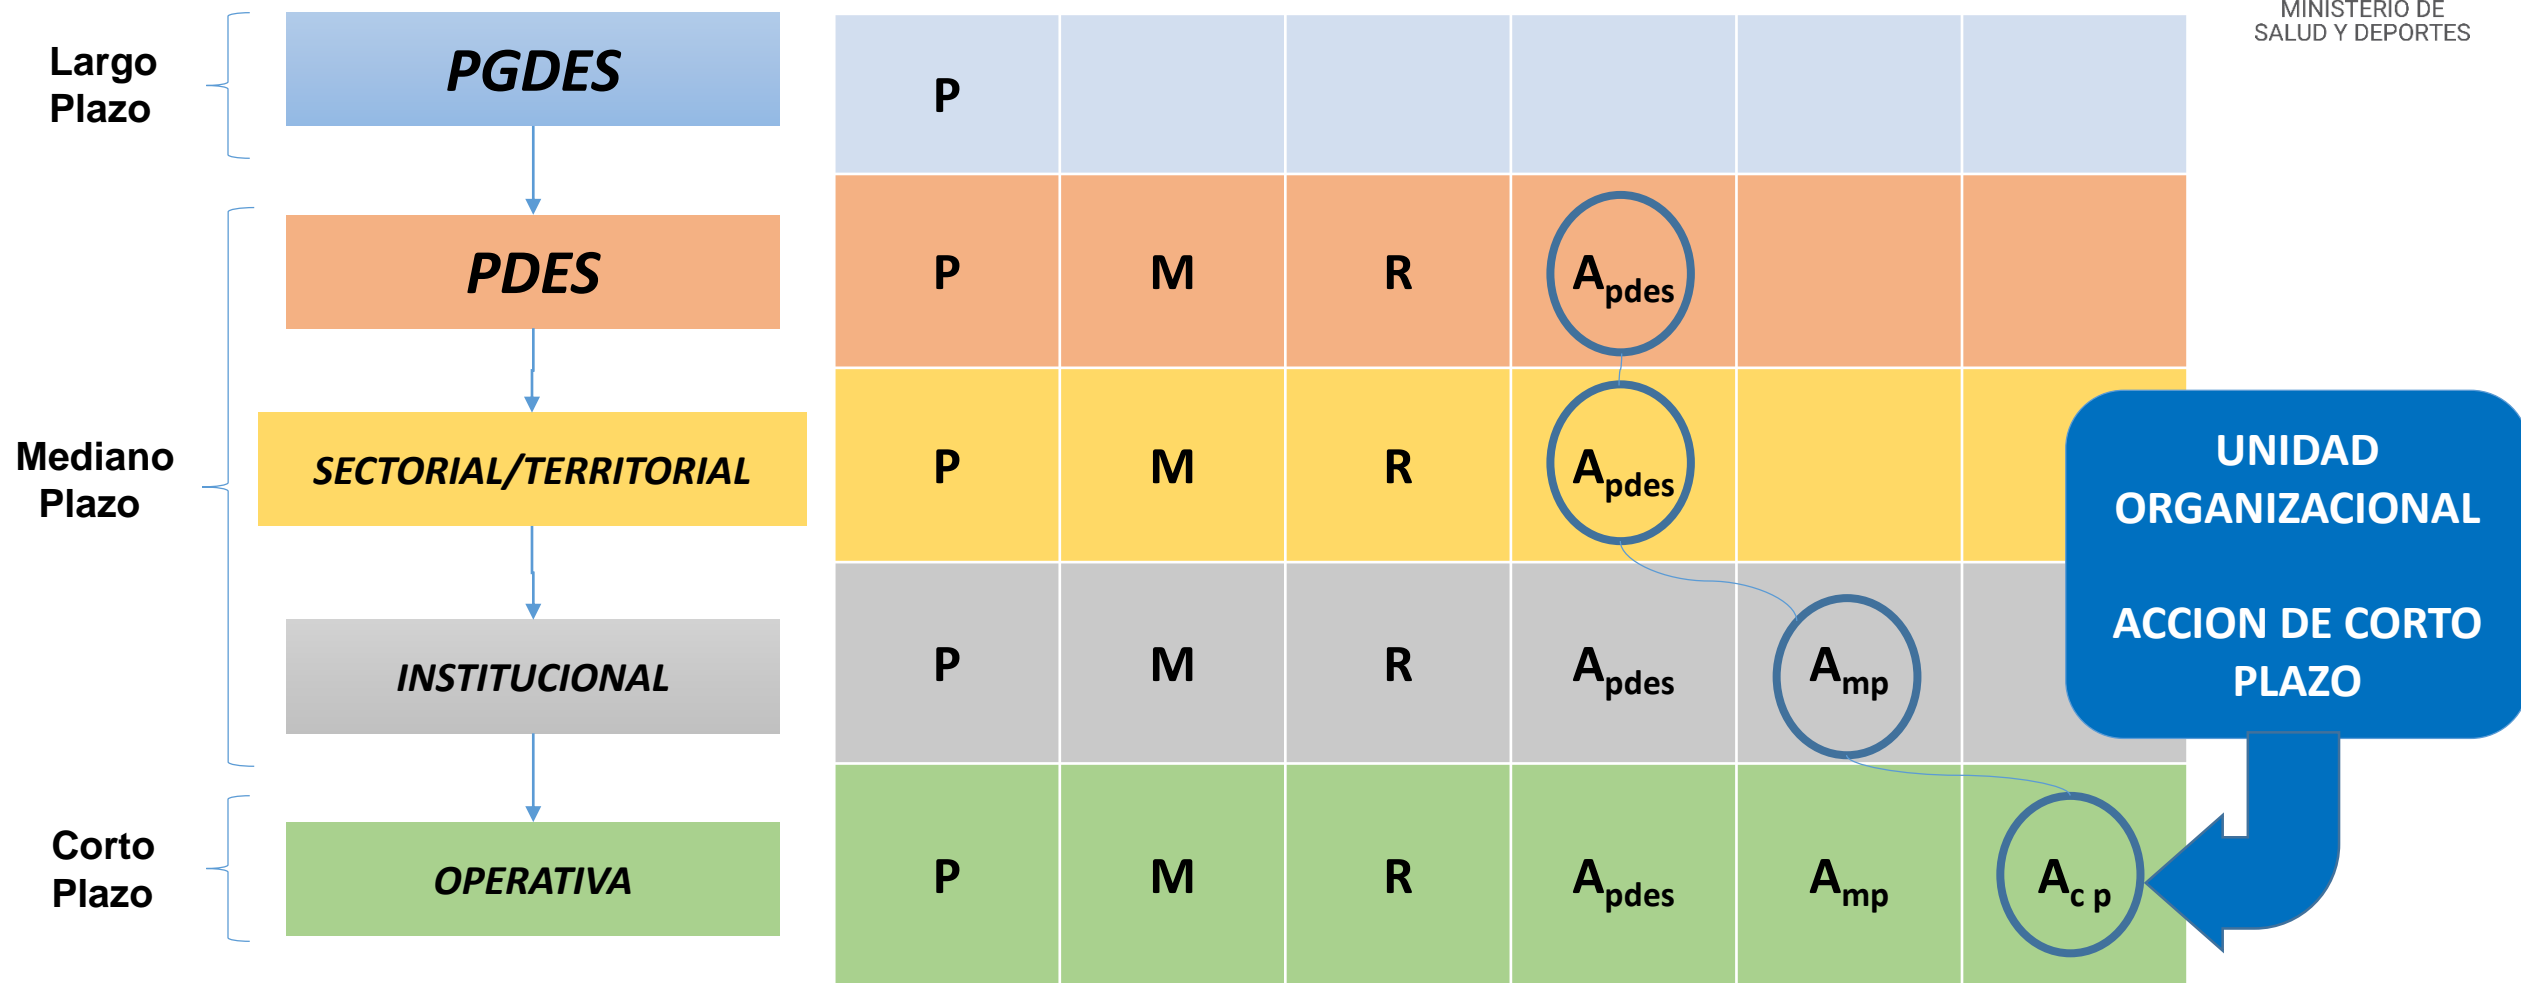 MINISTERIO DE
SALUD Y DEPORTES
Largo
Plazo
PGDES
P
PDES
P M R Apdes
Mediano
Plazo
SECTORIAL/TERRITORIAL
P M R Apdes
UNIDAD
ORGANIZACIONAL
ACCION DE CORTO
PLAZO
INSTITUCIONAL
P M R Apdes Amp
Corto
Plazo
OPERATIVA
P M R Apdes Amp Ac p